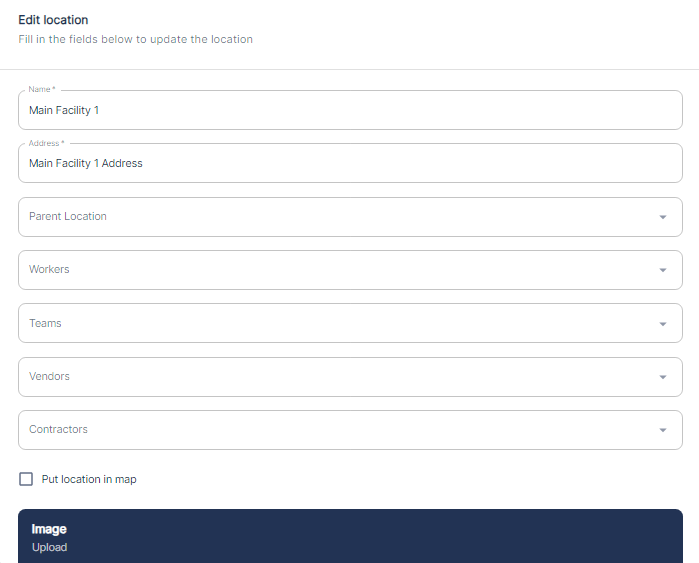 Edit location
Fill in the fields below to update the location
Name *
Main Facility 1
Address *
Main Facility 1 Address
Parent Location
Workers
Teams
Vendors
Contractors
Put location in map
Image
Upload